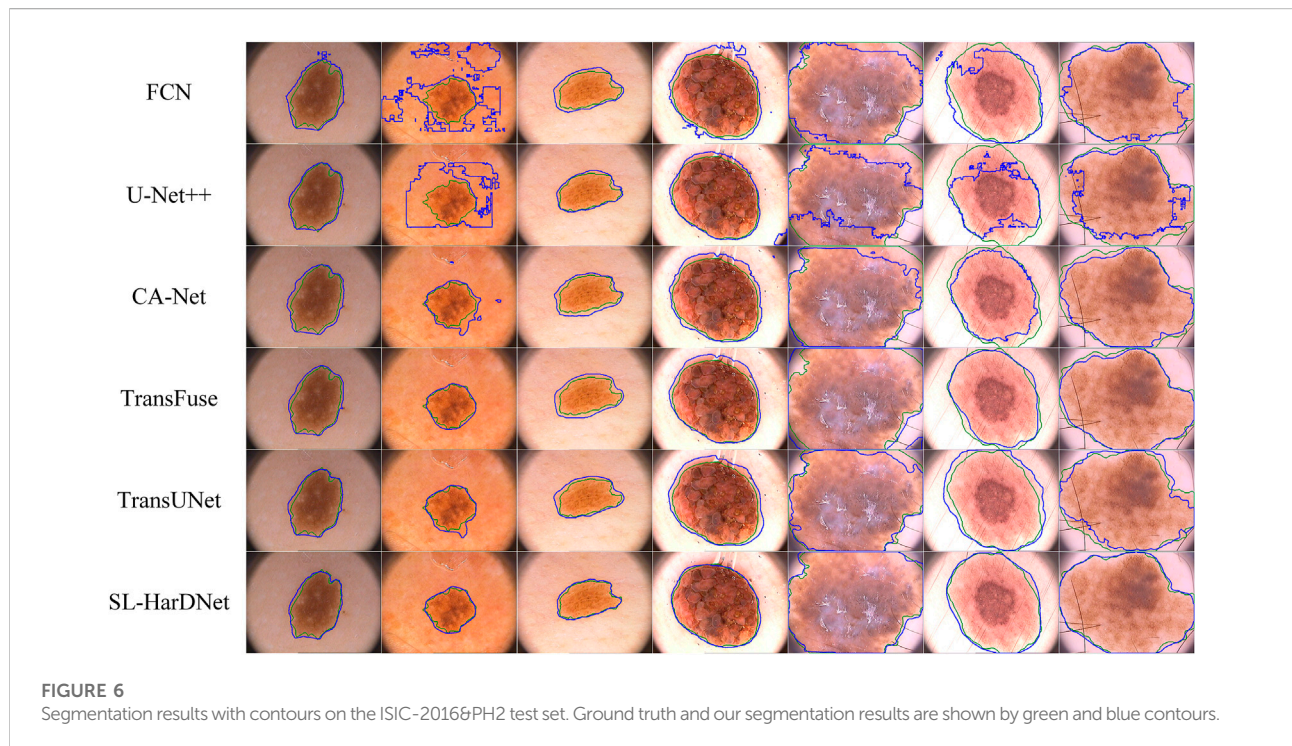 FCN
U-Net++
CA-Net
TransFuse
TransUNet
SL-HarDNet
FIGURE 6
Segmentation results with contours on the ISIC-2016&PH2 test set. Ground truth and our segmentation results are shown by green and blue contours.